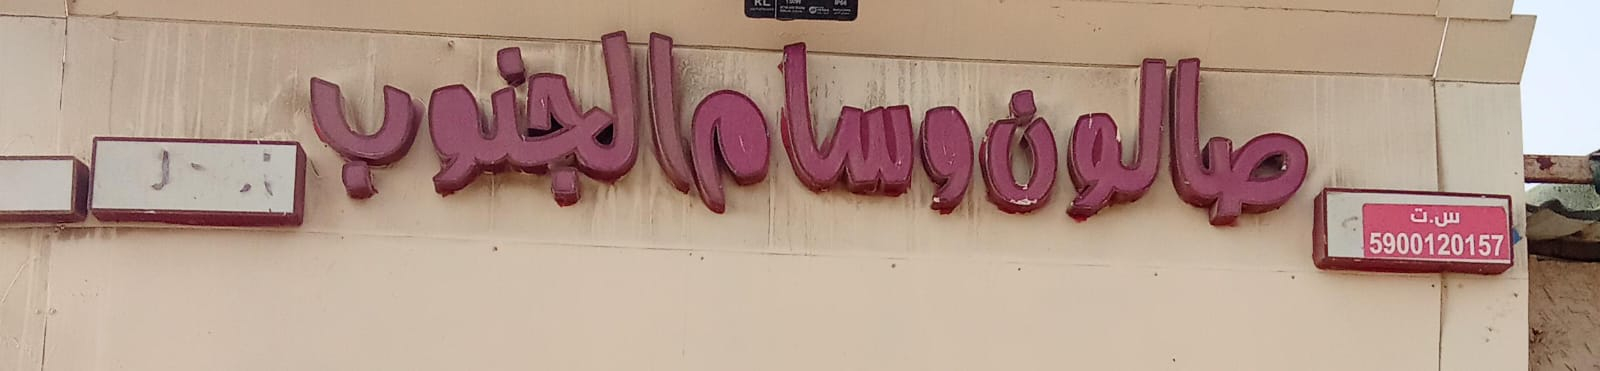 صالون وسام الجنوب
س.ت
5900120157